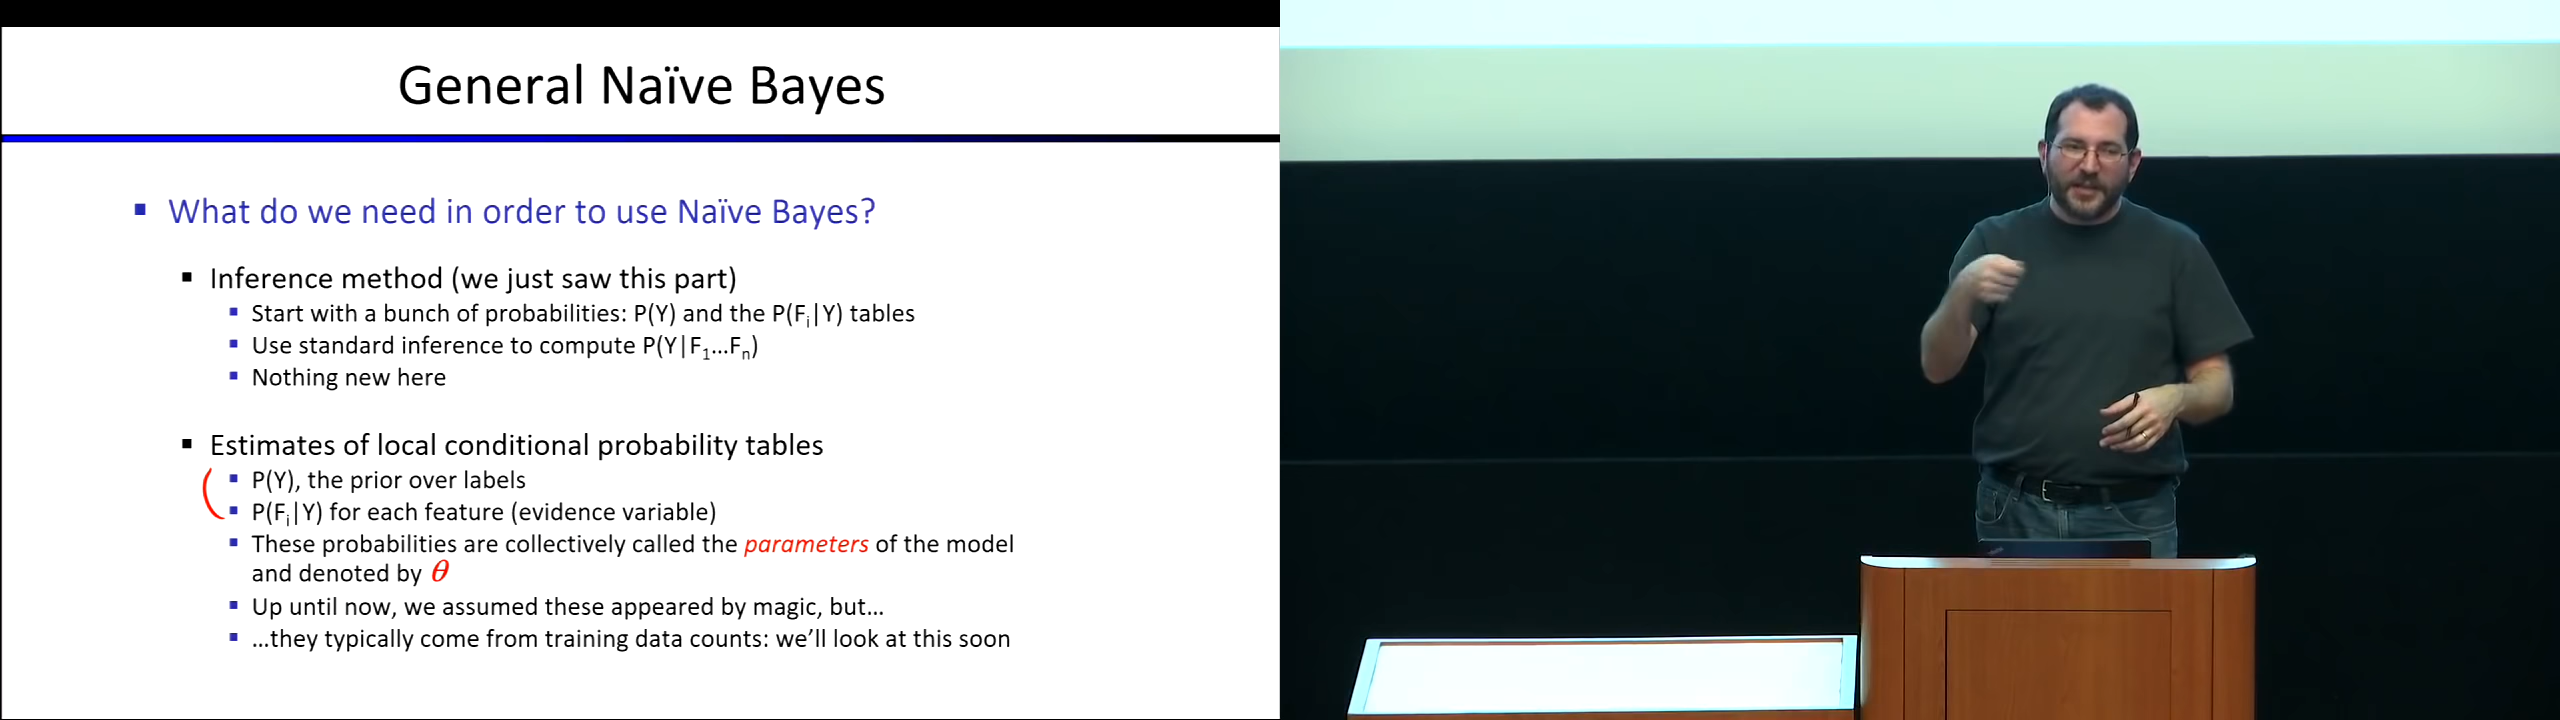 General Naïve Bayes
▪ What do we need in order to use Naïve Bayes?
▪ Inference method (we just saw this part)
▪ Start with a bunch of probabilities: P(Y) and the P(Fᵢ|Y) tables
▪ Use standard inference to compute P(Y|F₁…Fₙ)
▪ Nothing new here
▪ Estimates of local conditional probability tables
▪ P(Y), the prior over labels
▪ P(Fᵢ|Y) for each feature (evidence variable)
▪ These probabilities are collectively called the parameters of the model
and denoted by θ
▪ Up until now, we assumed these appeared by magic, but…
▪ …they typically come from training data counts: we’ll look at this soon